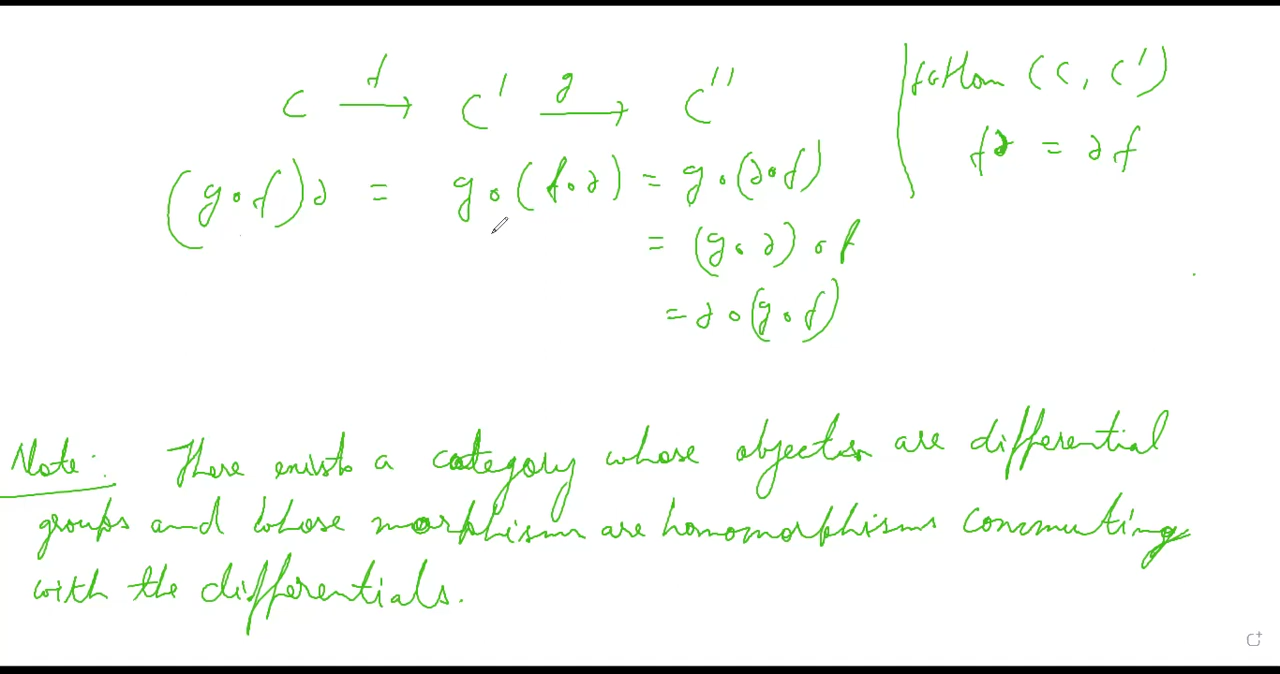 C —f→ C' —g→ C''
f ∈ Hom (C, C')
f∂ = ∂f
(g∘f)∂ = g∘(f∘∂) = g∘(∂∘f)
= (g∘∂)∘f
= ∂∘(g∘f)
Note: There exists a category whose objects are differential
groups and whose morphisms are homomorphisms commuting
with the differentials.